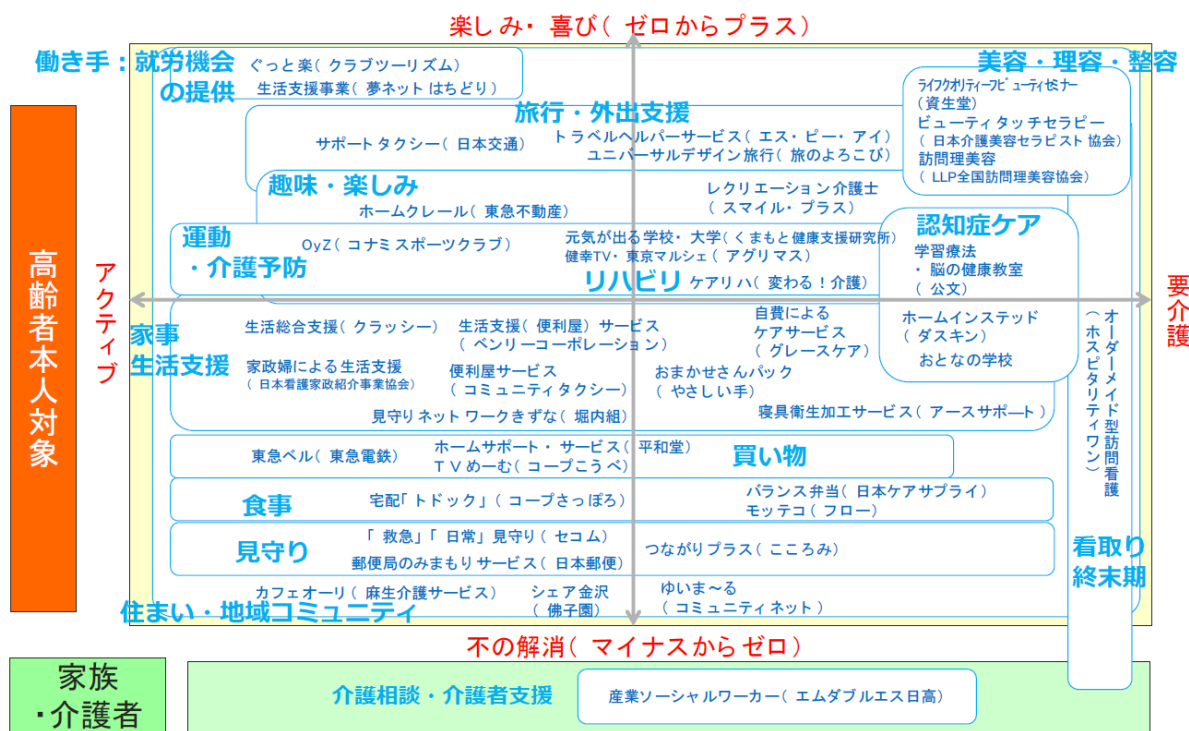 楽しみ・喜び(ゼロからプラス)
働き手:就労機会
の提供
ぐっと楽(クラブツーリズム)
生活支援事業(夢ネットはちどり)
美容・理容・整容
ライフクオリティービューティセミナー
(資生堂)
ビューティタッチセラピー
(日本介護美容セラピスト協会)
訪問理美容
(LLP全国訪問理美容協会)
旅行・外出支援
サポートタクシー(日本交通)
トラベルヘルパーサービス(エス・ピー・アイ)
ユニバーサルデザイン旅行(旅のよろこび)
趣味・楽しみ
ホームクレール(東急不動産)
レクリエーション介護士
(スマイル・プラス)
運動
・介護予防
OyZ(コナミスポーツクラブ)
元気が出る学校・大学(くまもと健康支援研究所)
健幸TV・東京マルシェ(アグリマス)
リハビリ
ケアリハ(変わる!介護)
認知症ケア
学習療法
・脳の健康教室
(公文)
ホームインステッド
(ダスキン)
おとなの学校
高齢者本人対象
アクティブ
要介護
家事
生活支援
生活総合支援(クラッシー)
生活支援(便利屋)サービス
(ベンリーコーポレーション)
自費による
ケアサービス
(グレースケア)
家政婦による生活支援
(日本看護家政紹介事業協会)
便利屋サービス
(コミュニティタクシー)
おまかせさんパック
(やさしい手)
見守りネットワークきずな(堀内組)
寝具衛生加工サービス(アースサポート)
オーダーメイド型訪問看護
(ホスピタリティワン)
東急ベル(東急電鉄)
ホームサポート・サービス(平和堂)
TVめーむ(コープこうべ)
買い物
食事
宅配「トドック」(コープさっぽろ)
バランス弁当(日本ケアサプライ)
モッテコ(フロー)
見守り
「救急」「日常」見守り(セコム)
郵便局のみまもりサービス(日本郵便)
つながりプラス(こころみ)
看取り
終末期
カフェオーリ(麻生介護サービス)
シェア金沢
(佛子園)
ゆいま~る
(コミュニティネット)
住まい・地域コミュニティ
不の解消(マイナスからゼロ)
家族
・介護者
介護相談・介護者支援
産業ソーシャルワーカー(エムダブルエス日高)